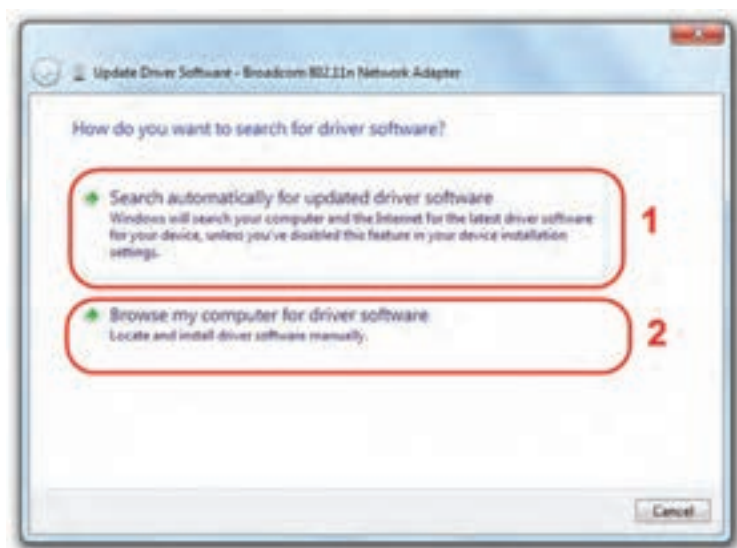 Update Driver Software - Broadcom 802.11n Network Adapter
How do you want to search for driver software?
Search automatically for updated driver software
Windows will search your computer and the Internet for the latest driver software
for your device, unless you've disabled this feature in your device installation
settings.
1
Browse my computer for driver software
Locate and install driver software manually.
2
Cancel